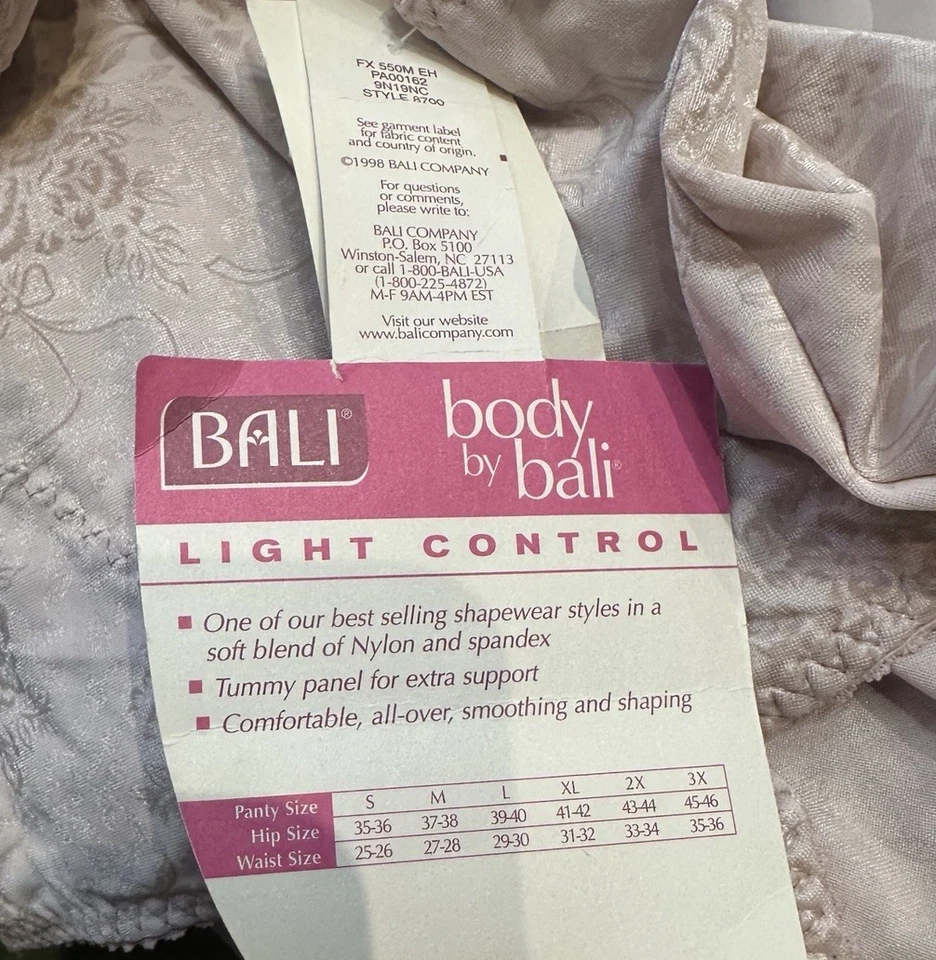 FX 550M EH
PA00162
9N19NC
STYLE 8700
See garment label
for fabric content
and country of origin.
©1998 BALI COMPANY
For questions
or comments,
please write to:
BALI COMPANY
P.O. Box 5100
Winston-Salem, NC 27113
or call 1-800-BALI-USA
(1-800-225-4872)
M-F 9AM-4PM EST
Visit our website
www.balicompany.com
BALI®
body
by bali®
LIGHT CONTROL
▪ One of our best selling shapewear styles in a
soft blend of Nylon and spandex
▪ Tummy panel for extra support
▪ Comfortable, all-over, smoothing and shaping
Panty Size S M L XL 2X 3X
Hip Size 35-36 37-38 39-40 41-42 43-44 45-46
Waist Size 25-26 27-28 29-30 31-32 33-34 35-36